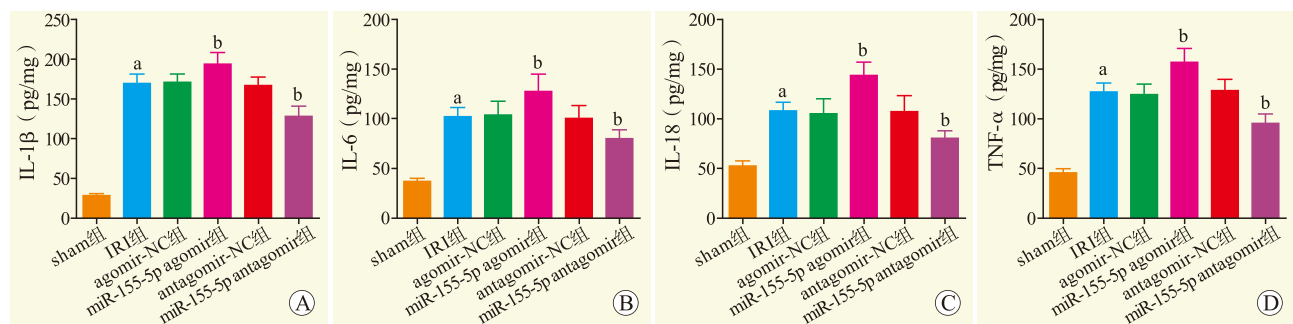 250
200
150
100
50
0
IL-1β（pg/mg）
a
b
b
sham组
IRI组
agomir-NC组
miR-155-5p agomir组
antagomir-NC组
miR-155-5p antagomir组
A
200
150
100
50
0
IL-6（pg/mg）
a
b
b
sham组
IRI组
agomir-NC组
miR-155-5p agomir组
antagomir-NC组
miR-155-5p antagomir组
B
200
150
100
50
0
IL-18（pg/mg）
a
b
b
sham组
IRI组
agomir-NC组
miR-155-5p agomir组
antagomir-NC组
miR-155-5p antagomir组
C
200
150
100
50
0
TNF-α（pg/mg）
a
b
b
sham组
IRI组
agomir-NC组
miR-155-5p agomir组
antagomir-NC组
miR-155-5p antagomir组
D